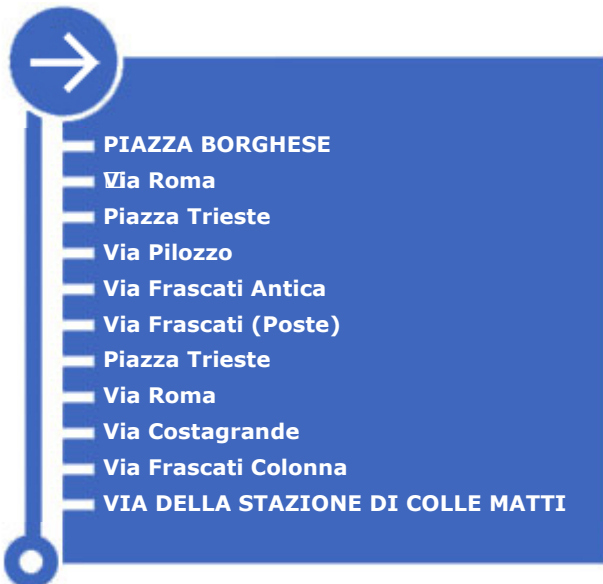 PIAZZA BORGHESE
Via Roma
Piazza Trieste
Via Pilozzo
Via Frascati Antica
Via Frascati (Poste)
Piazza Trieste
Via Roma
Via Costagrande
Via Frascati Colonna
VIA DELLA STAZIONE DI COLLE MATTI